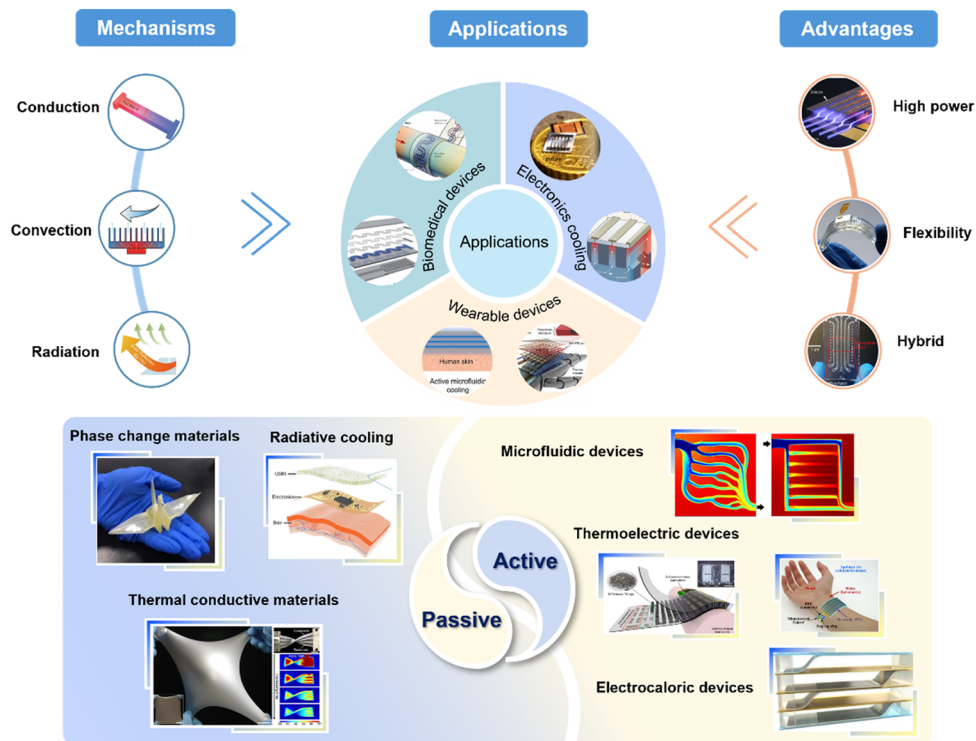 Mechanisms
Applications
Advantages
Conduction
Convection
Radiation
Biomedical devices
Electronics cooling
Applications
Wearable devices
Human skin
Active microfluidic
cooling
High power
Flexibility
Hybrid
Phase change materials
Radiative cooling
Electronics
Skin
Thermal conductive materials
Passive
Active
Microfluidic devices
Thermoelectric devices
Electrocaloric devices